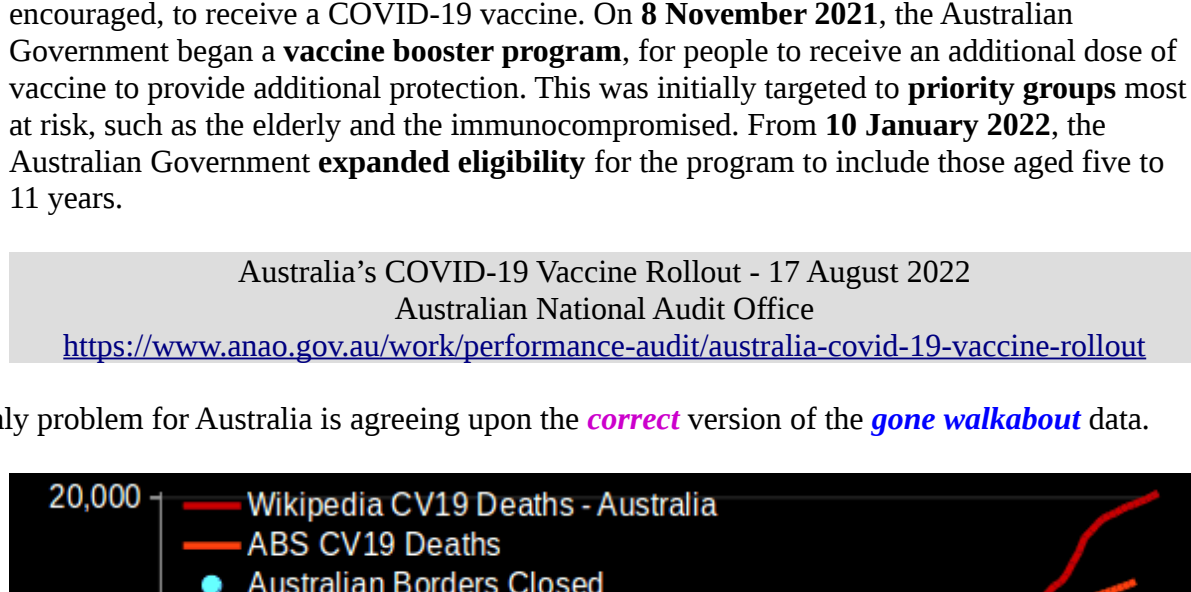 encouraged, to receive a COVID-19 vaccine. On 8 November 2021, the Australian
Government began a vaccine booster program, for people to receive an additional dose of
vaccine to provide additional protection. This was initially targeted to priority groups most
at risk, such as the elderly and the immunocompromised. From 10 January 2022, the
Australian Government expanded eligibility for the program to include those aged five to
11 years.
Australia’s COVID-19 Vaccine Rollout - 17 August 2022
Australian National Audit Office
https://www.anao.gov.au/work/performance-audit/australia-covid-19-vaccine-rollout
problem for Australia is agreeing upon the correct version of the gone walkabout data.
20,000
Wikipedia CV19 Deaths - Australia
ABS CV19 Deaths
Australian Borders Closed